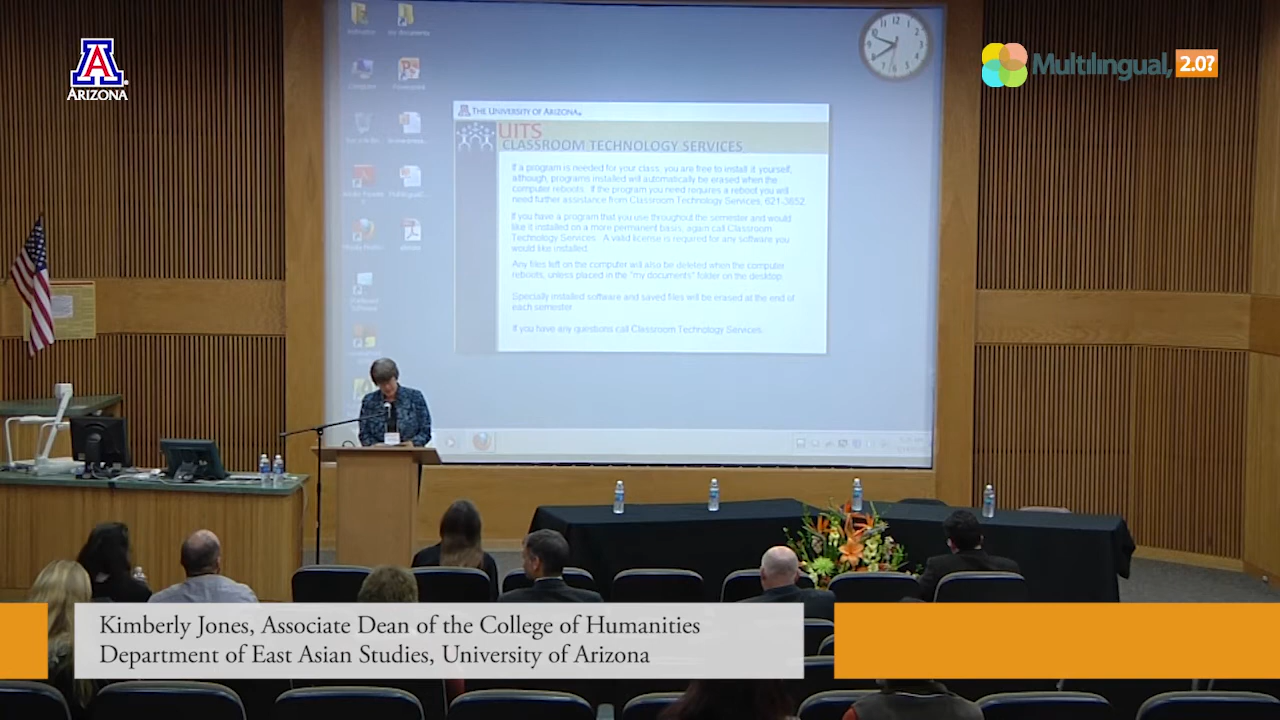 ARIZONA
Multilingual, 2.0?
my documents
THE UNIVERSITY OF ARIZONA.
UITS
CLASSROOM TECHNOLOGY SERVICES
If a program is needed for your class, you are free to install it yourself,
although, programs installed will automatically be erased when the
computer reboots. If the program you need requires a reboot you will
need further assistance from Classroom Technology Services, 621-3852.
If you have a program that you use throughout the semester and would
like it installed on a more permanent basis, again call Classroom
Technology Services. A valid license is required for any software you
would like installed.
Any files left on the computer will also be deleted when the computer
reboots, unless placed in the "my documents" folder on the desktop.
Specially installed software and saved files will be erased at the end of
each semester.
If you have any questions call Classroom Technology Services.
Kimberly Jones, Associate Dean of the College of Humanities
Department of East Asian Studies, University of Arizona